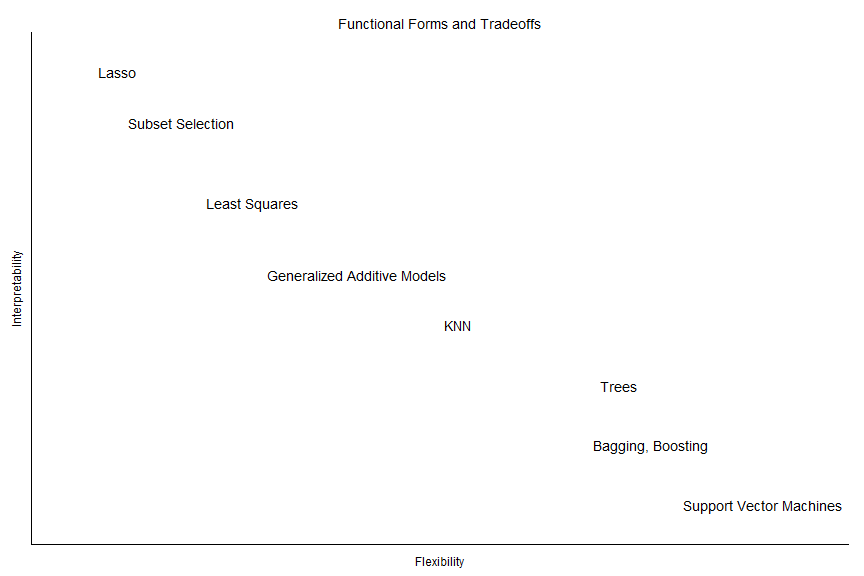 Functional Forms and Tradeoffs
Lasso
Subset Selection
Least Squares
Generalized Additive Models
KNN
Trees
Bagging, Boosting
Support Vector Machines
Interpretability
Flexibility